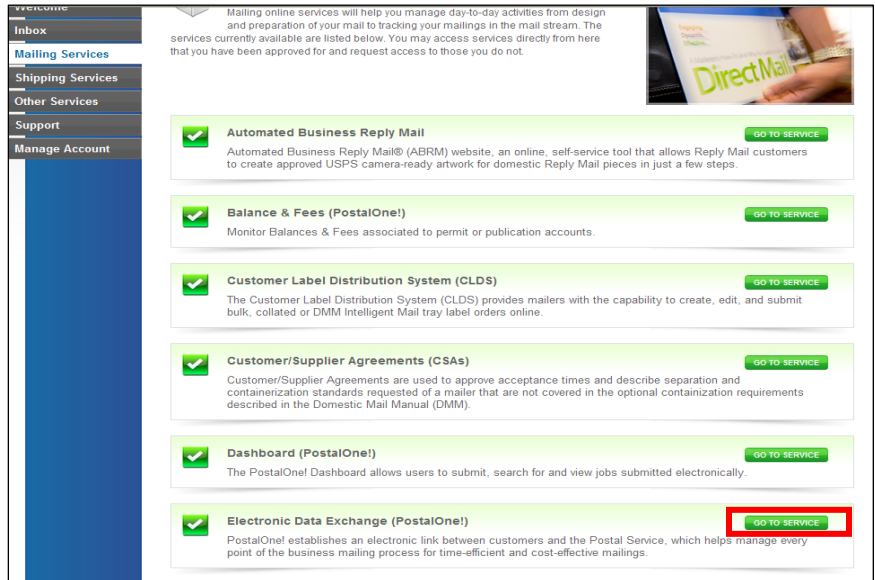 Welcome
Inbox
Mailing Services
Shipping Services
Other Services
Support
Manage Account
Mailing online services will help you manage day-to-day activities from design
and preparation of your mail to tracking your mailings in the mail stream. The
services currently available are listed below. You may access services directly from here
that you have been approved for and request access to those you do not.
Direct Mail
Automated Business Reply Mail
GO TO SERVICE
Automated Business Reply Mail® (ABRM) website, an online, self-service tool that allows Reply Mail customers
to create approved USPS camera-ready artwork for domestic Reply Mail pieces in just a few steps.
Balance & Fees (PostalOne!)
GO TO SERVICE
Monitor Balances & Fees associated to permit or publication accounts.
Customer Label Distribution System (CLDS)
GO TO SERVICE
The Customer Label Distribution System (CLDS) provides mailers with the capability to create, edit, and submit
bulk, collated or DMM Intelligent Mail tray label orders online.
Customer/Supplier Agreements (CSAs)
GO TO SERVICE
Customer/Supplier Agreements are used to approve acceptance times and describe separation and
containerization standards requested of a mailer that are not covered in the optional containization requirements
described in the Domestic Mail Manual (DMM).
Dashboard (PostalOne!)
GO TO SERVICE
The PostalOne! Dashboard allows users to submit, search for and view jobs submitted electronically.
Electronic Data Exchange (PostalOne!)
GO TO SERVICE
PostalOne! establishes an electronic link between customers and the Postal Service, which helps manage every
point of the business mailing process for time-efficient and cost-effective mailings.